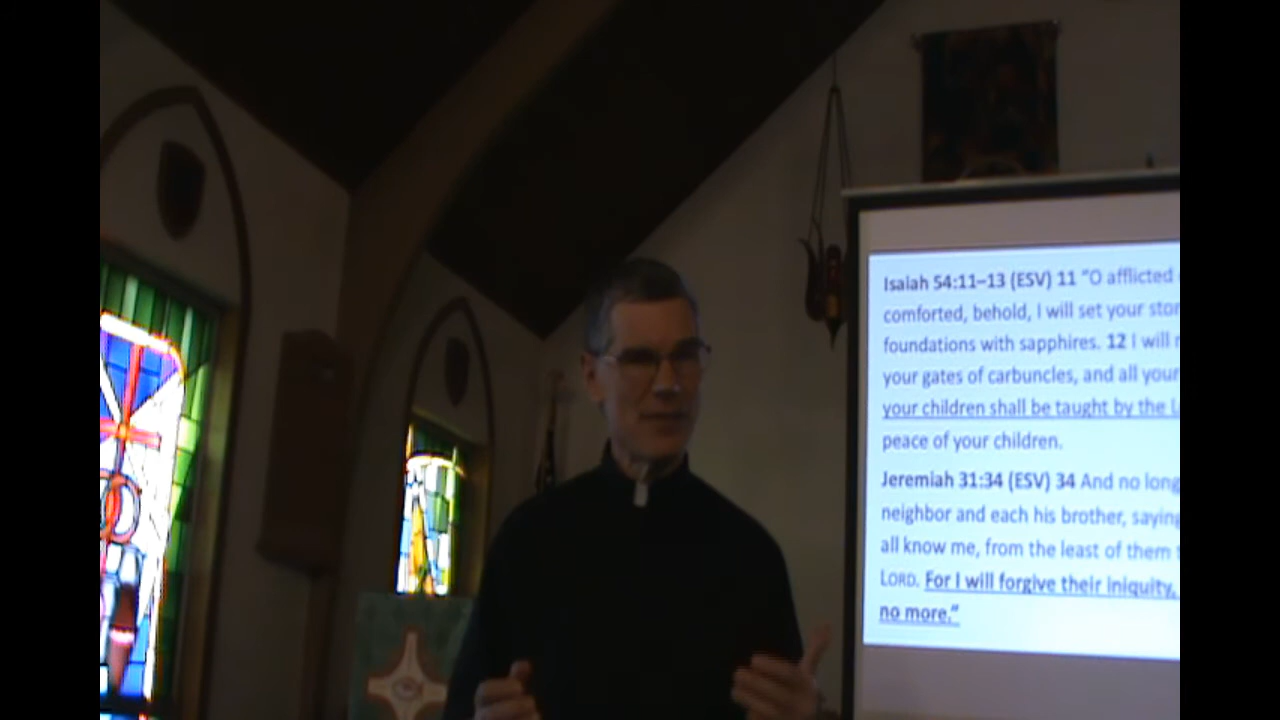 Isaiah 54:11–13 (ESV) 11 “O afflicted
comforted, behold, I will set your
foundations with sapphires. 12 I will
your gates of carbuncles, and all your
your children shall be taught by the
peace of your children.
Jeremiah 31:34 (ESV) 34 And no
neighbor and each his brother,
all know me, from the least of them
LORD. For I will forgive their iniquity,
no more.”